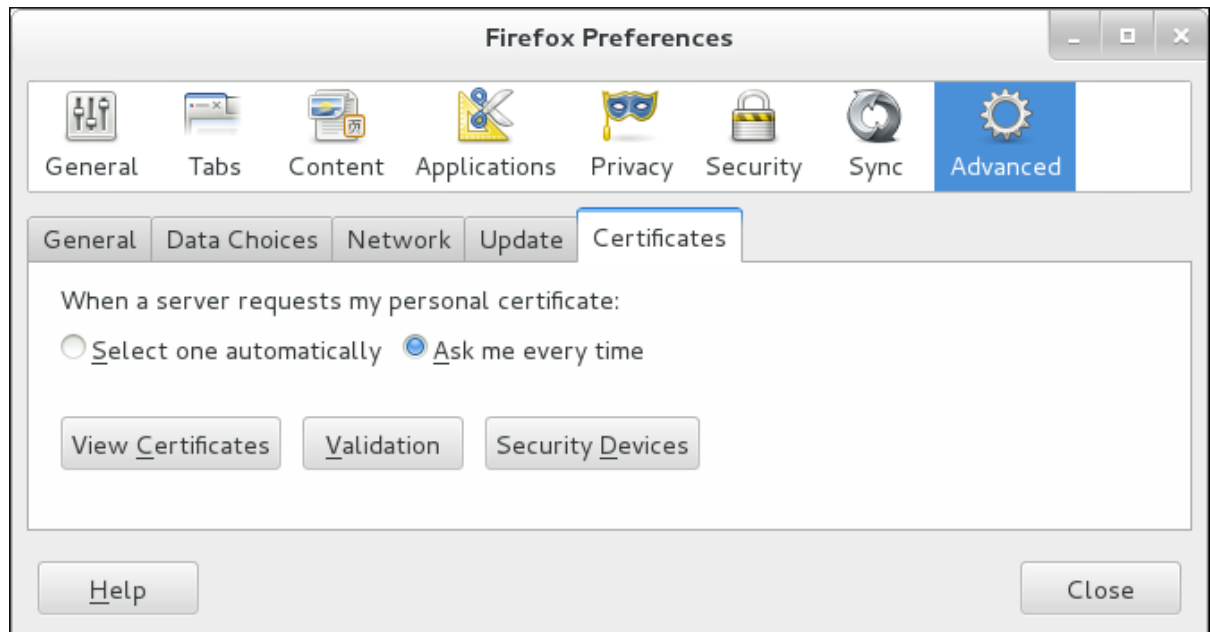 Firefox Preferences
General Tabs Content Applications Privacy Security Sync Advanced
General Data Choices Network Update Certificates
When a server requests my personal certificate:
Select one automatically Ask me every time
View Certificates Validation Security Devices
Help Close